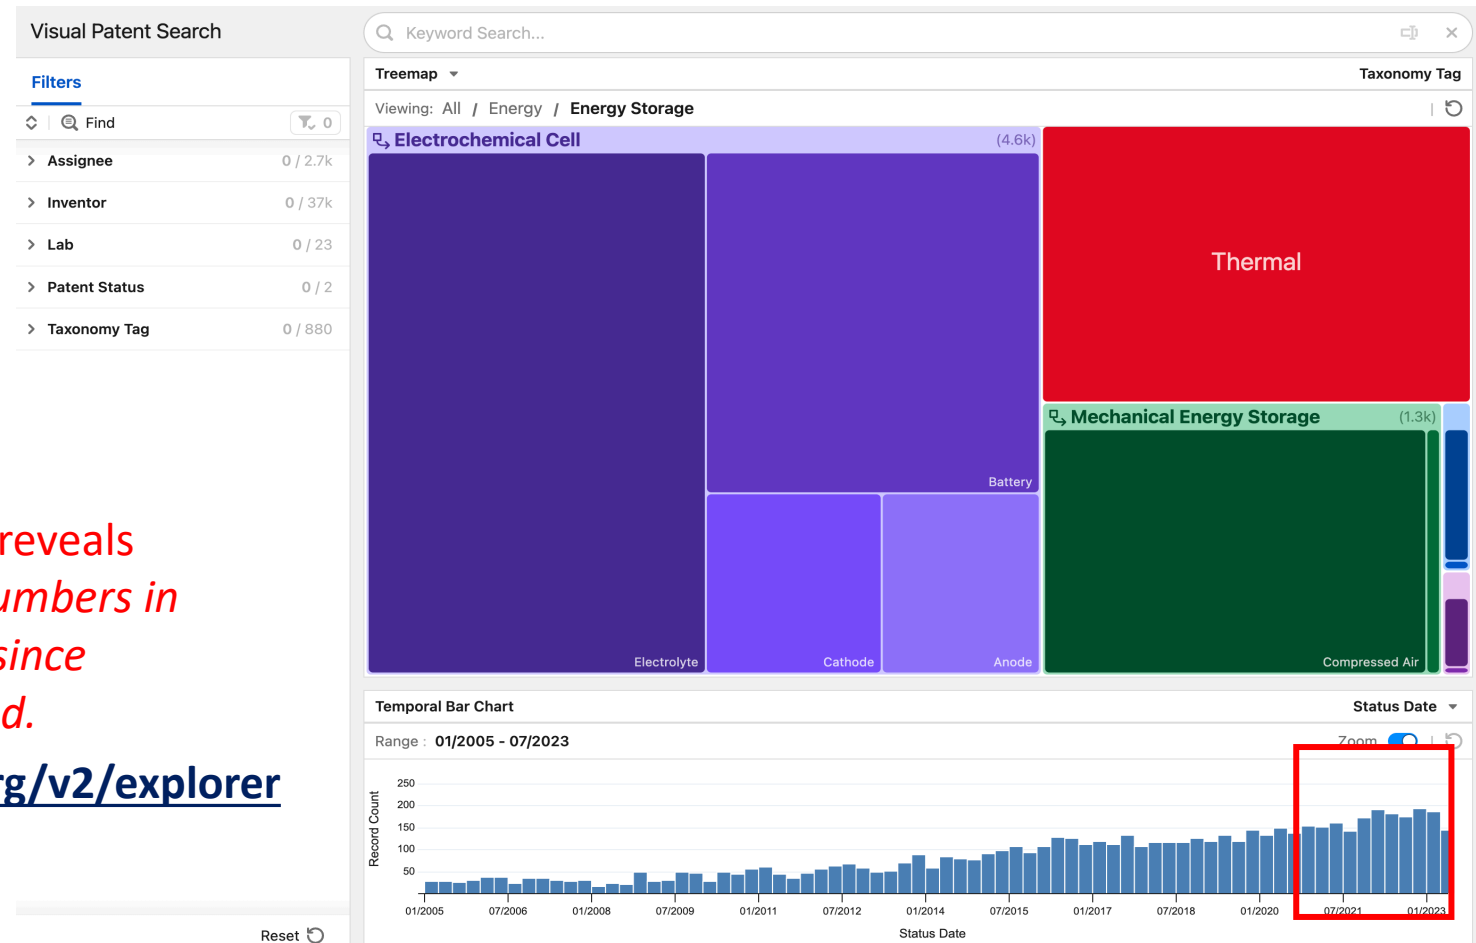 Visual Patent Search
Keyword Search...
Filters
Find
0
Assignee 0 / 2.7k
Inventor 0 / 37k
Lab 0 / 23
Patent Status 0 / 2
Taxonomy Tag 0 / 880
reveals
umbers in
since
d.
rg/v2/explorer
Reset
Treemap
Taxonomy Tag
Viewing: All / Energy / Energy Storage
Electrochemical Cell (4.6k)
Electrolyte
Battery
Cathode
Anode
Thermal
Mechanical Energy Storage (1.3k)
Compressed Air
Temporal Bar Chart
Status Date
Range : 01/2005 - 07/2023
Zoom
Record Count
250
200
150
100
50
01/2005 07/2006 01/2008 07/2009 01/2011 07/2012 01/2014 07/2015 01/2017 07/2018 01/2020 07/2021 01/2023
Status Date